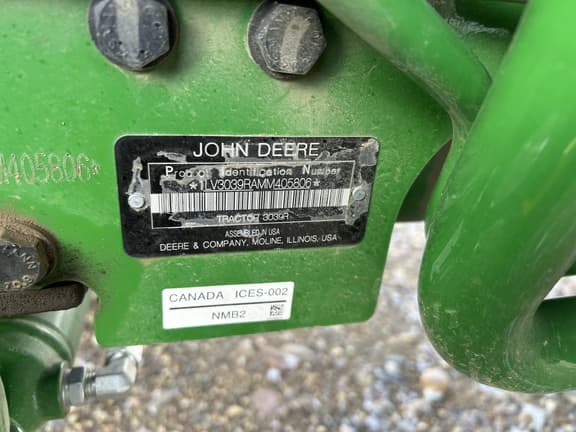 JOHN DEERE
Product Identification Number
*1LV3039RAMM405806*
TRACTOR 3039R
ASSEMBLED IN USA
DEERE & COMPANY, MOLINE, ILLINOIS, USA
M405806*
CANADA ICES-002
NMB2